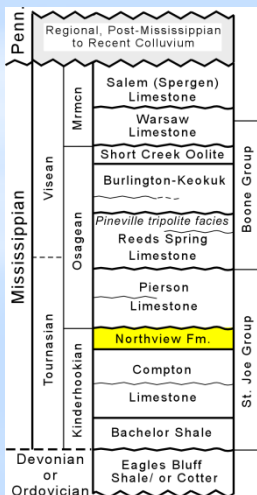 Penn.
Regional, Post-Mississippian
to Recent Colluvium
Mississippian
Visean
Tournasian
Mrmcn
Osagean
Kinderhookian
Salem (Spergen)
Limestone
Warsaw
Limestone
Short Creek Oolite
Burlington-Keokuk
Pineville tripolite facies
Reeds Spring
Limestone
Pierson
Limestone
Northview Fm.
Compton
Limestone
Bachelor Shale
Boone Group
St. Joe Group
Devonian
or
Ordovician
Eagles Bluff
Shale/ or Cotter